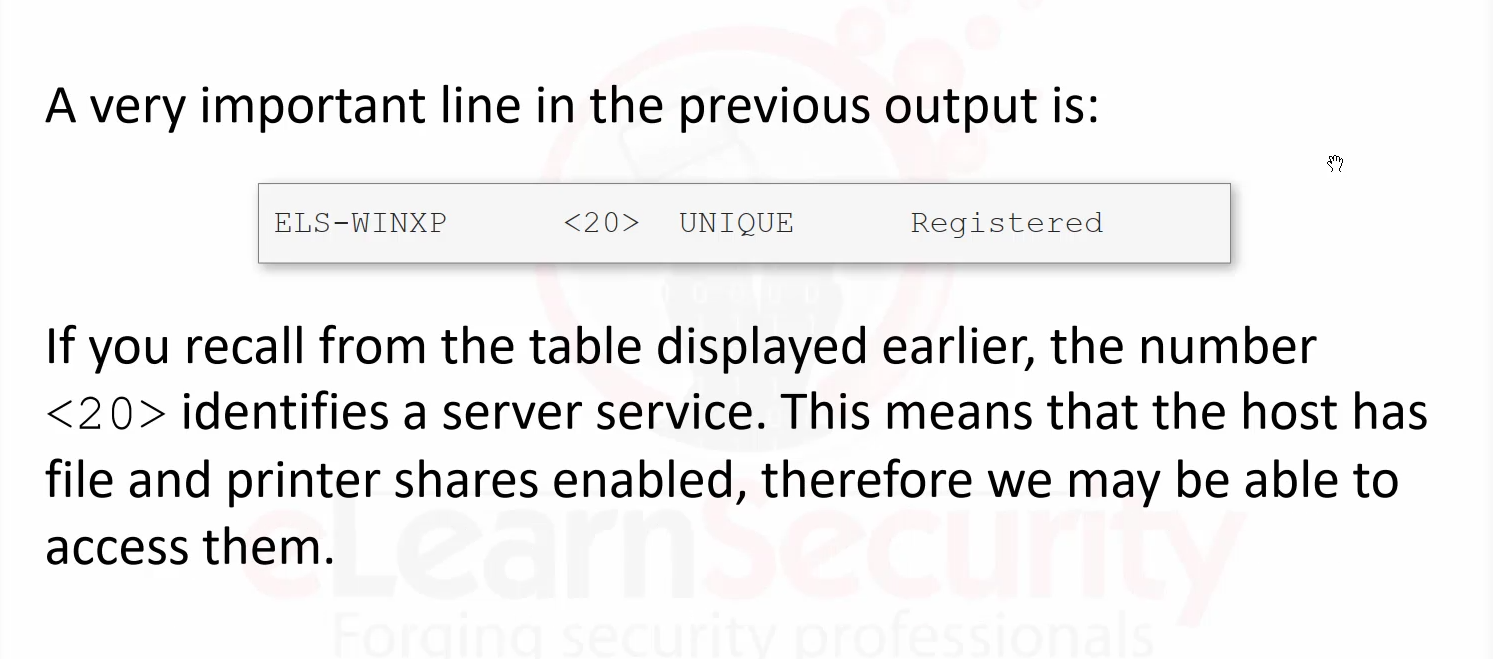 A very important line in the previous output is:
ELS-WINXP <20> UNIQUE Registered
If you recall from the table displayed earlier, the number
<20> identifies a server service. This means that the host has
file and printer shares enabled, therefore we may be able to
access them.
eLearnSecurity
Forging security professionals